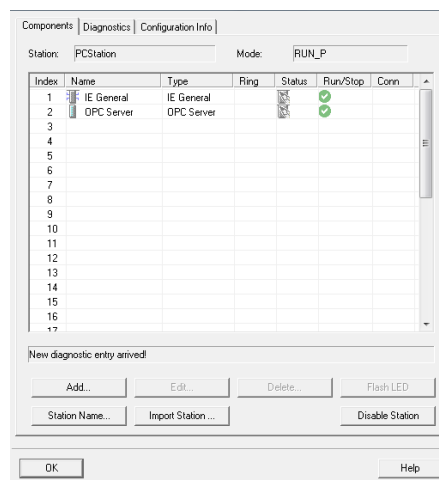 Components Diagnostics Configuration Info
Station: PCStation Mode: RUN_P
Index Name Type Ring Status Run/Stop Conn
1 IE General IE General
2 OPC Server OPC Server
3
4
5
6
7
8
9
10
11
12
13
14
15
16
17
New diagnostic entry arrived!
Add... Edit... Delete... Flash LED
Station Name... Import Station ... Disable Station
OK Help